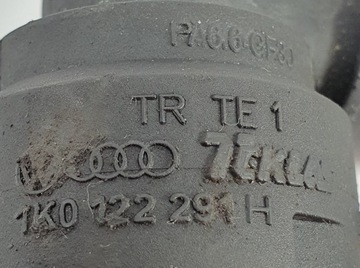 PA6.6-GF30
TR TE 1
TEKLAS
1K0 122 291 H